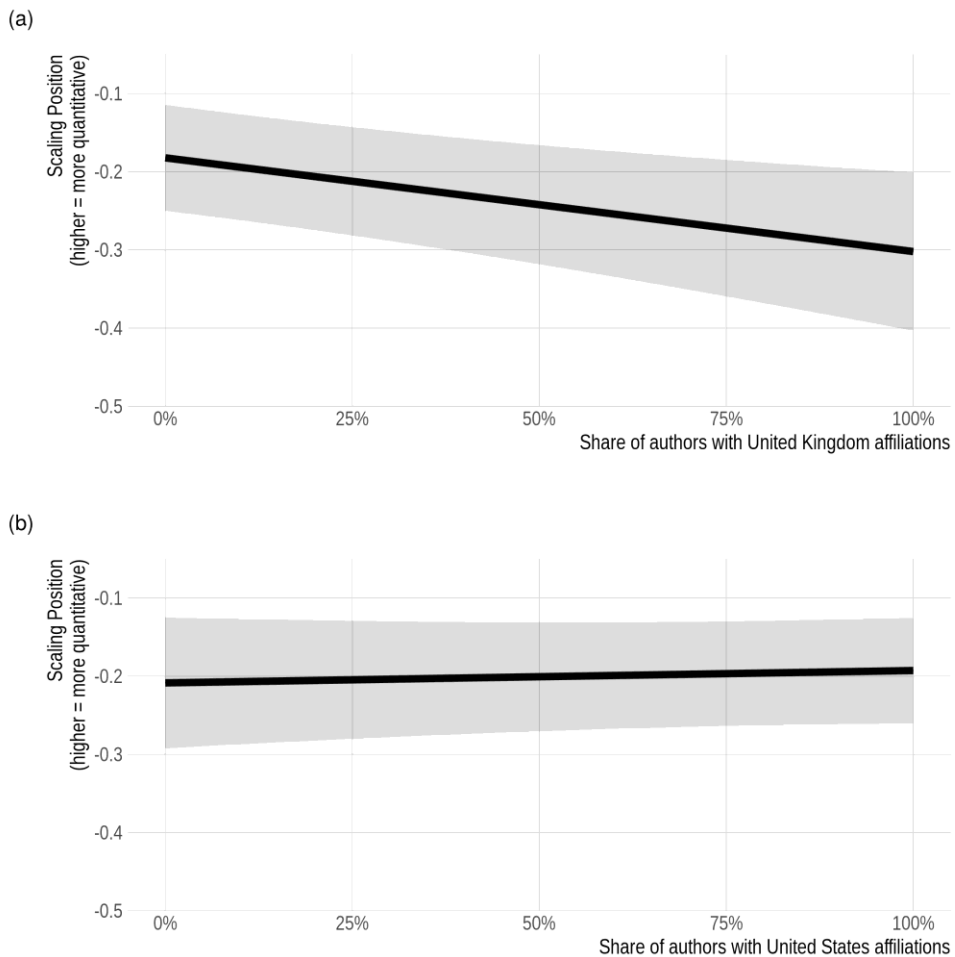 (a)
Scaling Position
(higher = more quantitative)
-0.1
-0.2
-0.3
-0.4
-0.5
0%
25%
50%
75%
100%
Share of authors with United Kingdom affiliations
(b)
Scaling Position
(higher = more quantitative)
-0.1
-0.2
-0.3
-0.4
-0.5
0%
25%
50%
75%
100%
Share of authors with United States affiliations